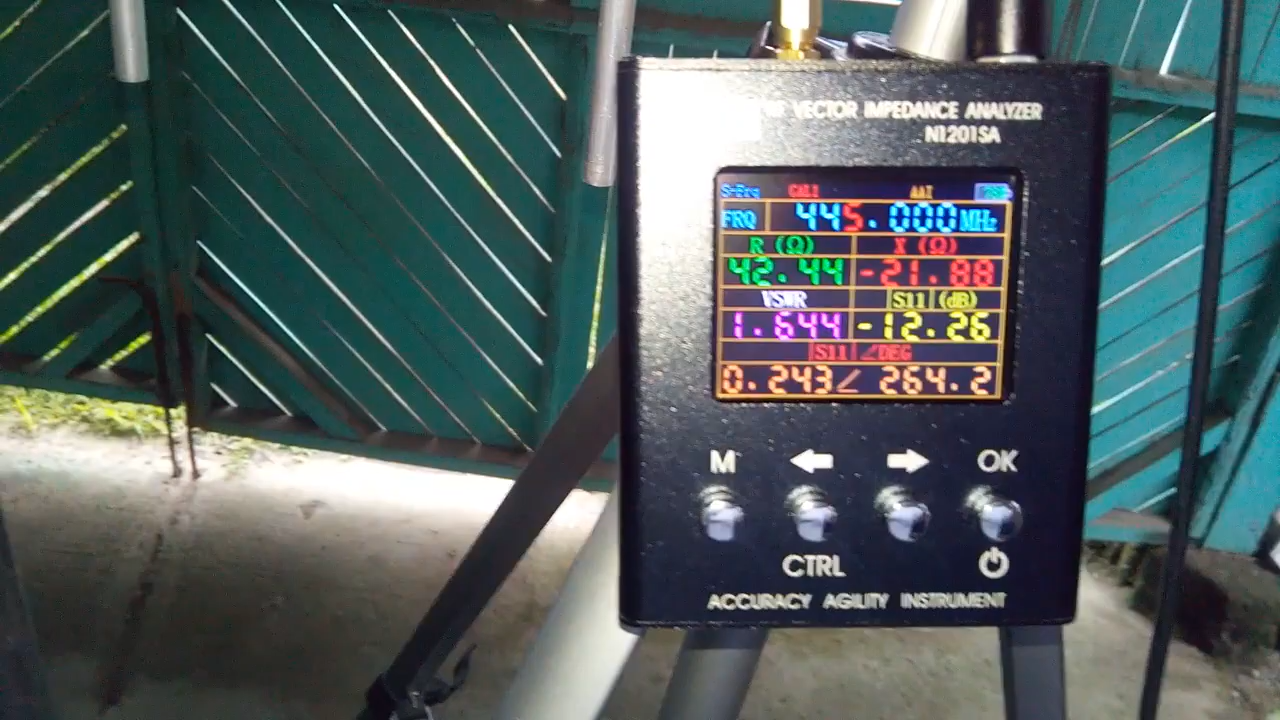 VECTOR IMPEDANCE ANALYZER
N1201SA
S-Frq CAL1 AAI
FRQ 445.000MHz
R(Ω) X(Ω)
42.44 -21.88
VSWR |S11|(dB)
1.644 -12.26
|S11|∠DEG
0.243∠ 264.2
M ← → OK
CTRL
ACCURACY AGILITY INSTRUMENT